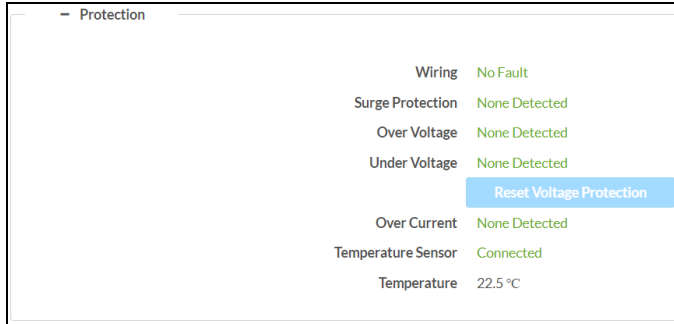 − Protection
Wiring No Fault
Surge Protection None Detected
Over Voltage None Detected
Under Voltage None Detected
Reset Voltage Protection
Over Current None Detected
Temperature Sensor Connected
Temperature 22.5 °C